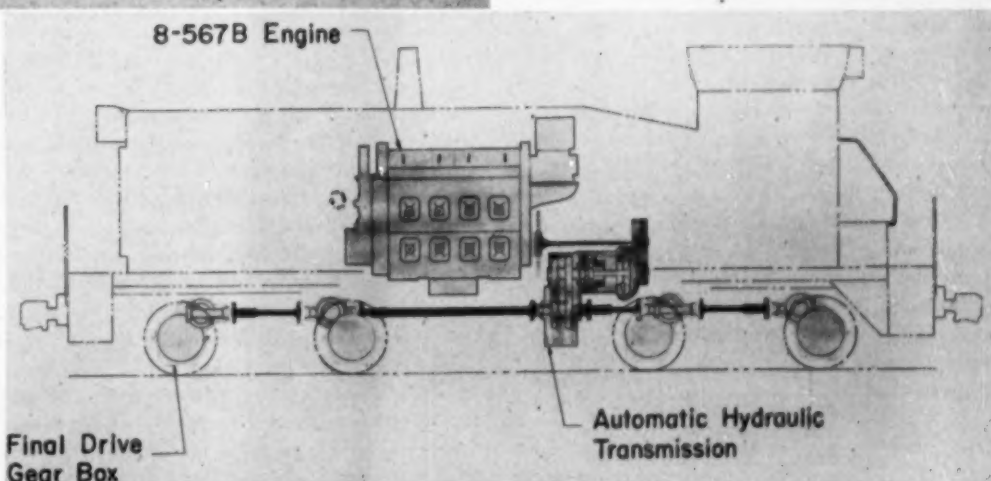 8-567B Engine
Automatic Hydraulic
Transmission
Final Drive
Gear Box